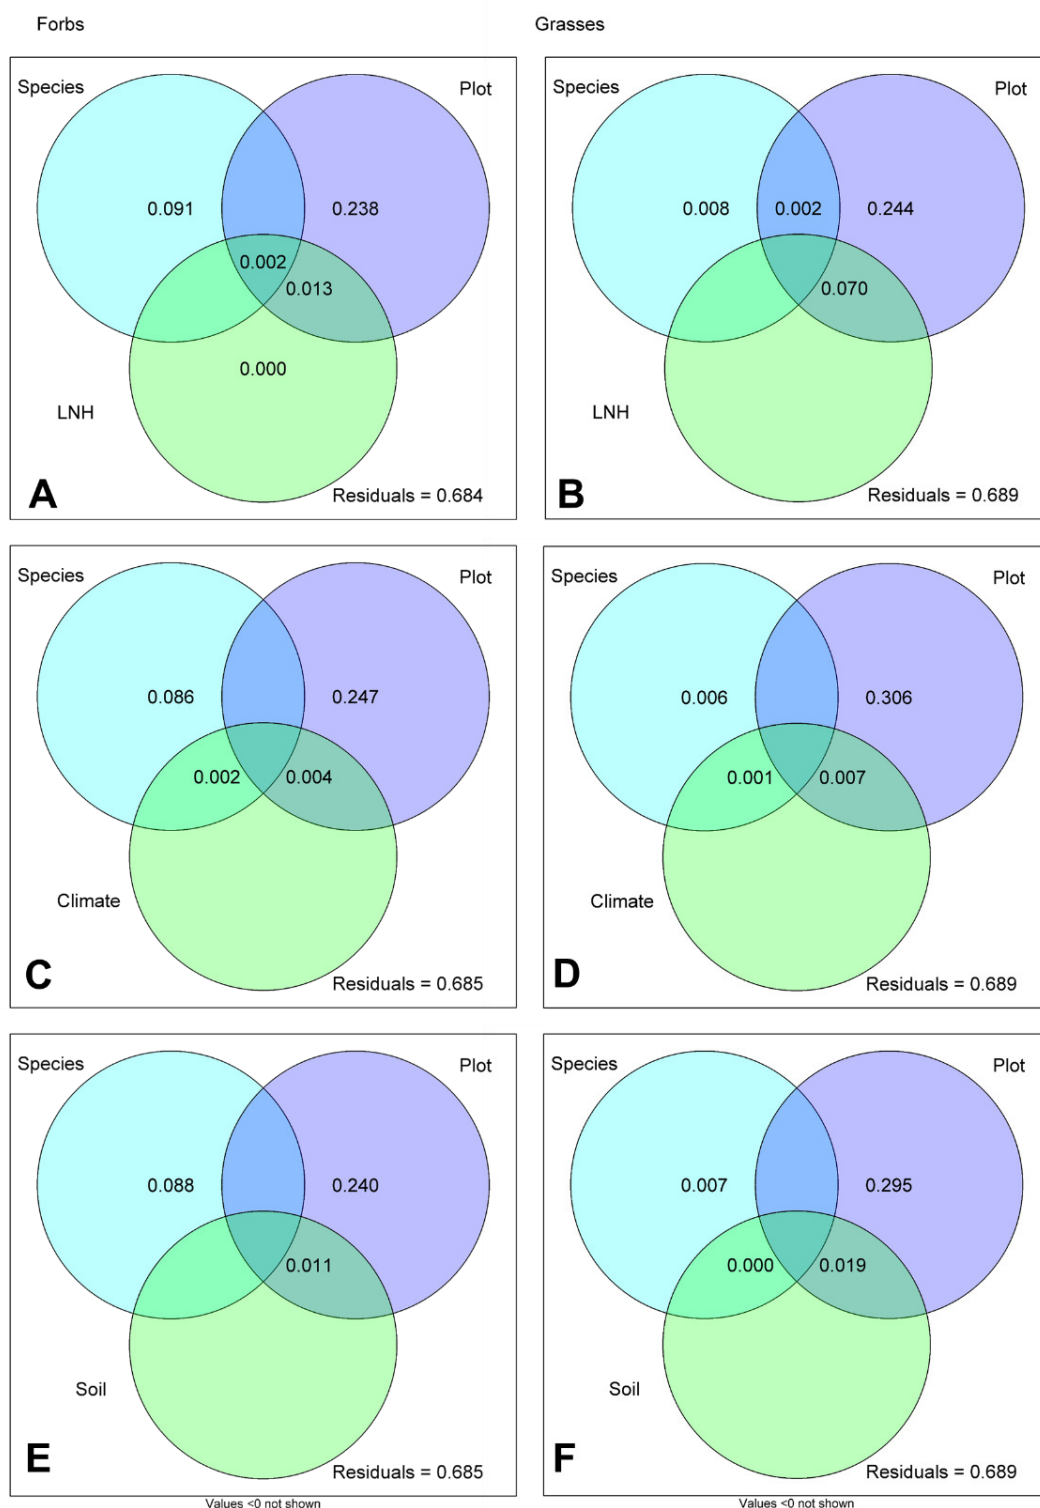 Forbs
Grasses
Species
Plot
0.091
0.238
0.002
0.013
0.000
LNH
A
Residuals = 0.684
Species
Plot
0.008
0.002
0.244
0.070
LNH
B
Residuals = 0.689
Species
Plot
0.086
0.247
0.002
0.004
Climate
C
Residuals = 0.685
Species
Plot
0.006
0.306
0.001
0.007
Climate
D
Residuals = 0.689
Species
Plot
0.088
0.240
0.011
Soil
E
Residuals = 0.685
Values <0 not shown
Species
Plot
0.007
0.295
0.000
0.019
Soil
F
Residuals = 0.689
Values <0 not shown